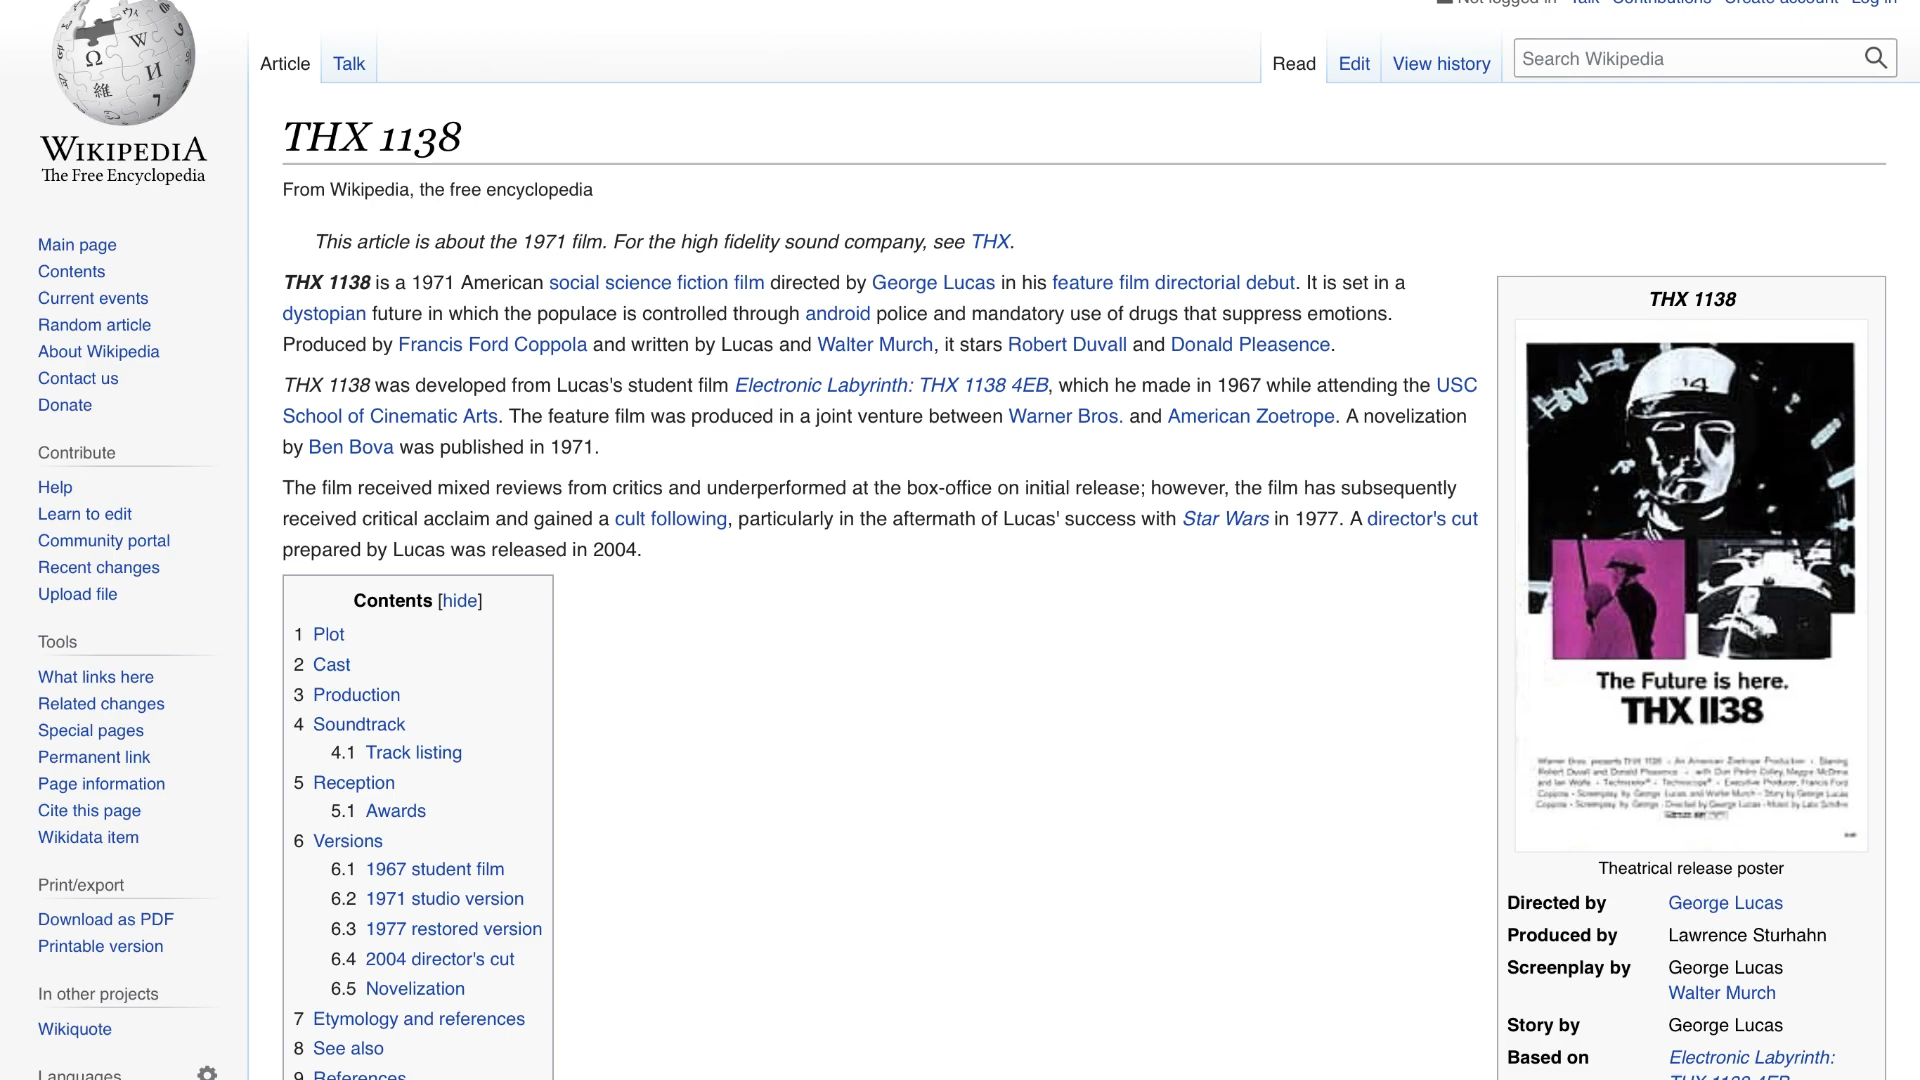 Not logged in Talk Contributions Create account Log in
Article Talk
Read Edit View history
Search Wikipedia
WIKIPEDIA
The Free Encyclopedia
Main page
Contents
Current events
Random article
About Wikipedia
Contact us
Donate
Contribute
Help
Learn to edit
Community portal
Recent changes
Upload file
Tools
What links here
Related changes
Special pages
Permanent link
Page information
Cite this page
Wikidata item
Print/export
Download as PDF
Printable version
In other projects
Wikiquote
Languages
THX 1138
From Wikipedia, the free encyclopedia
This article is about the 1971 film. For the high fidelity sound company, see THX.
THX 1138 is a 1971 American social science fiction film directed by George Lucas in his feature film directorial debut. It is set in a
dystopian future in which the populace is controlled through android police and mandatory use of drugs that suppress emotions.
Produced by Francis Ford Coppola and written by Lucas and Walter Murch, it stars Robert Duvall and Donald Pleasence.
THX 1138 was developed from Lucas's student film Electronic Labyrinth: THX 1138 4EB, which he made in 1967 while attending the USC
School of Cinematic Arts. The feature film was produced in a joint venture between Warner Bros. and American Zoetrope. A novelization
by Ben Bova was published in 1971.
The film received mixed reviews from critics and underperformed at the box-office on initial release; however, the film has subsequently
received critical acclaim and gained a cult following, particularly in the aftermath of Lucas' success with Star Wars in 1977. A director's cut
prepared by Lucas was released in 2004.
Contents [hide]
1 Plot
2 Cast
3 Production
4 Soundtrack
4.1 Track listing
5 Reception
5.1 Awards
6 Versions
6.1 1967 student film
6.2 1971 studio version
6.3 1977 restored version
6.4 2004 director's cut
6.5 Novelization
7 Etymology and references
8 See also
9 References
THX 1138
The Future is here.
THX 1138
Theatrical release poster
Directed by George Lucas
Produced by Lawrence Sturhahn
Screenplay by George Lucas
Walter Murch
Story by George Lucas
Based on Electronic Labyrinth:
THX 1138 4EB